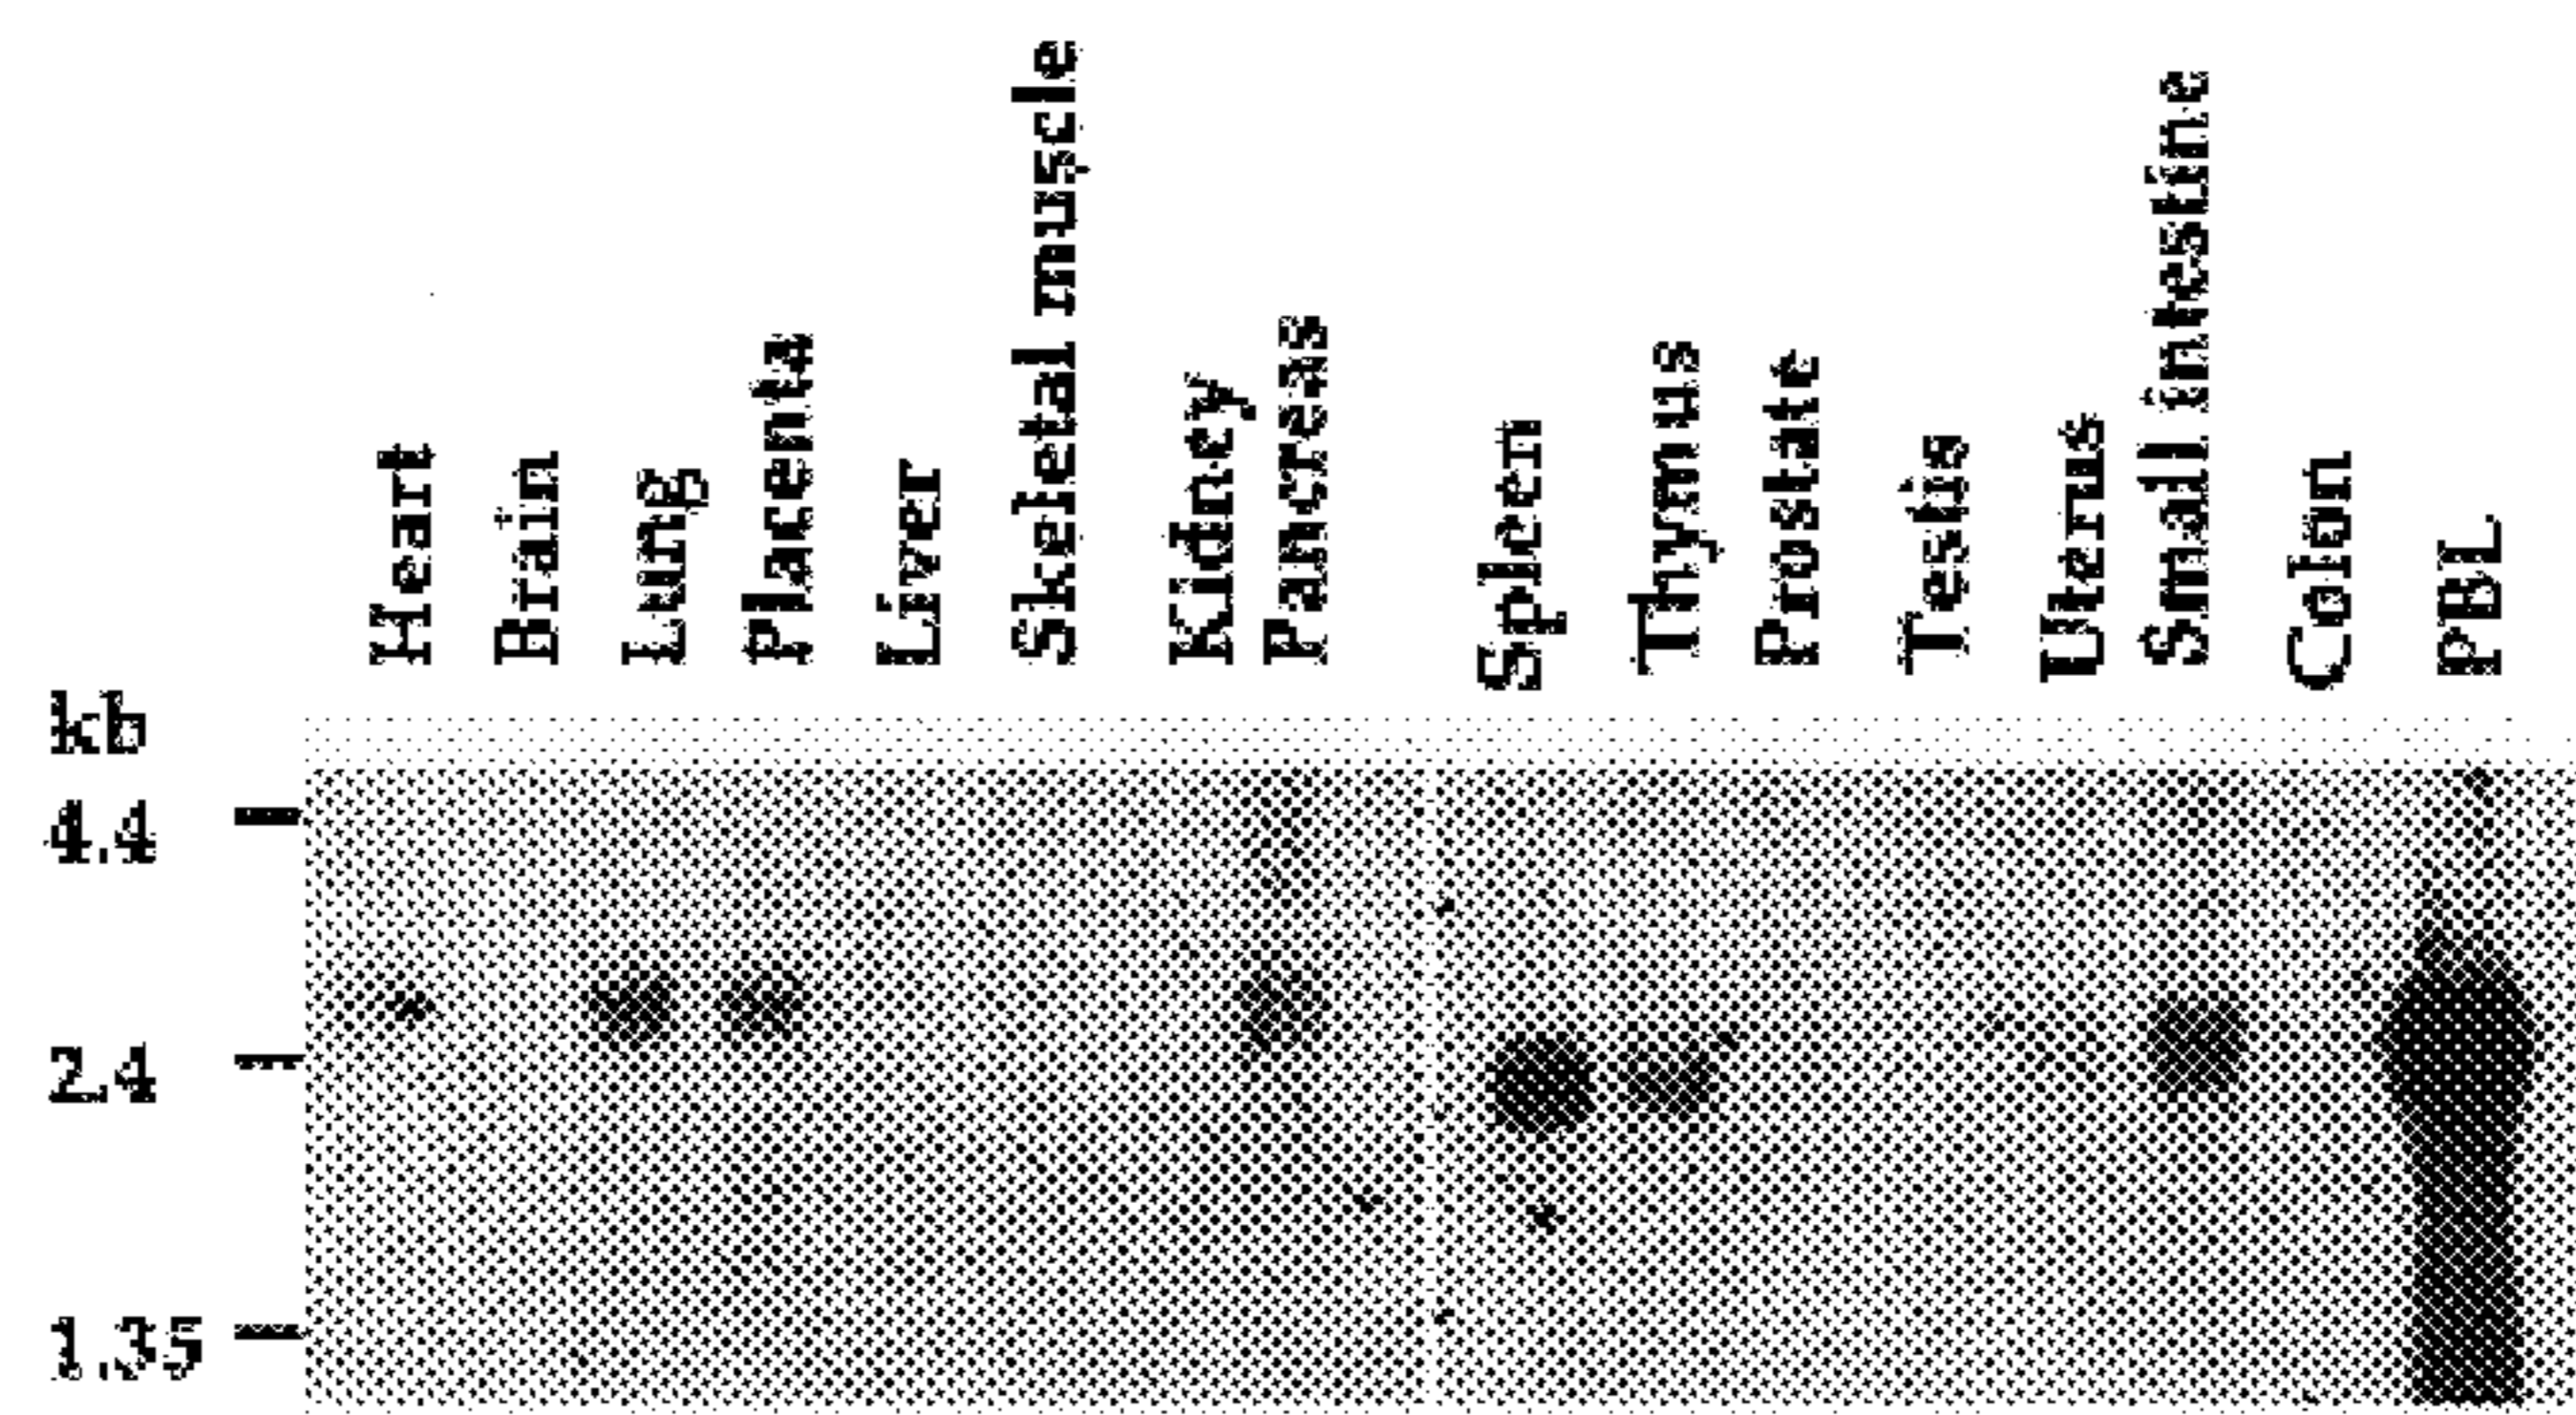 Heart
Brain
Lung
Placenta
Liver
Skeletal muscle
Kidney
Pancreas
Spleen
Thymus
Prostate
Testis
Uterus
Small intestine
Colon
PBL
kb
4.4
2.4
1.35